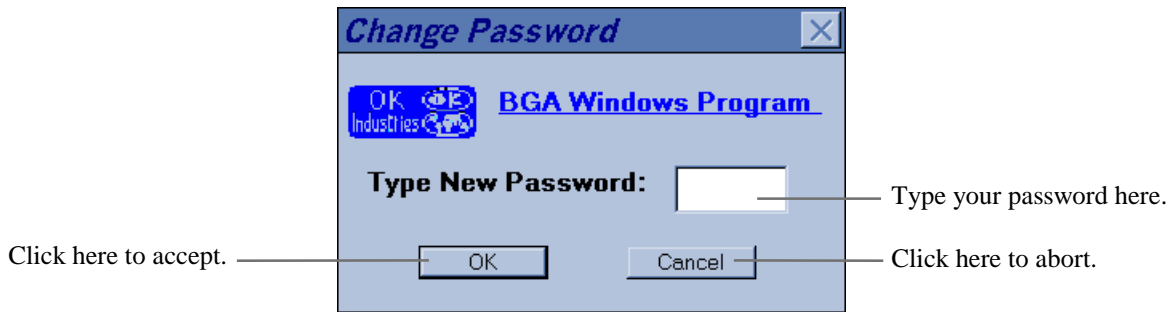 Change Password
OK
Industries
BGA Windows Program
Type New Password:
Type your password here.
Click here to accept.
OK
Cancel
Click here to abort.